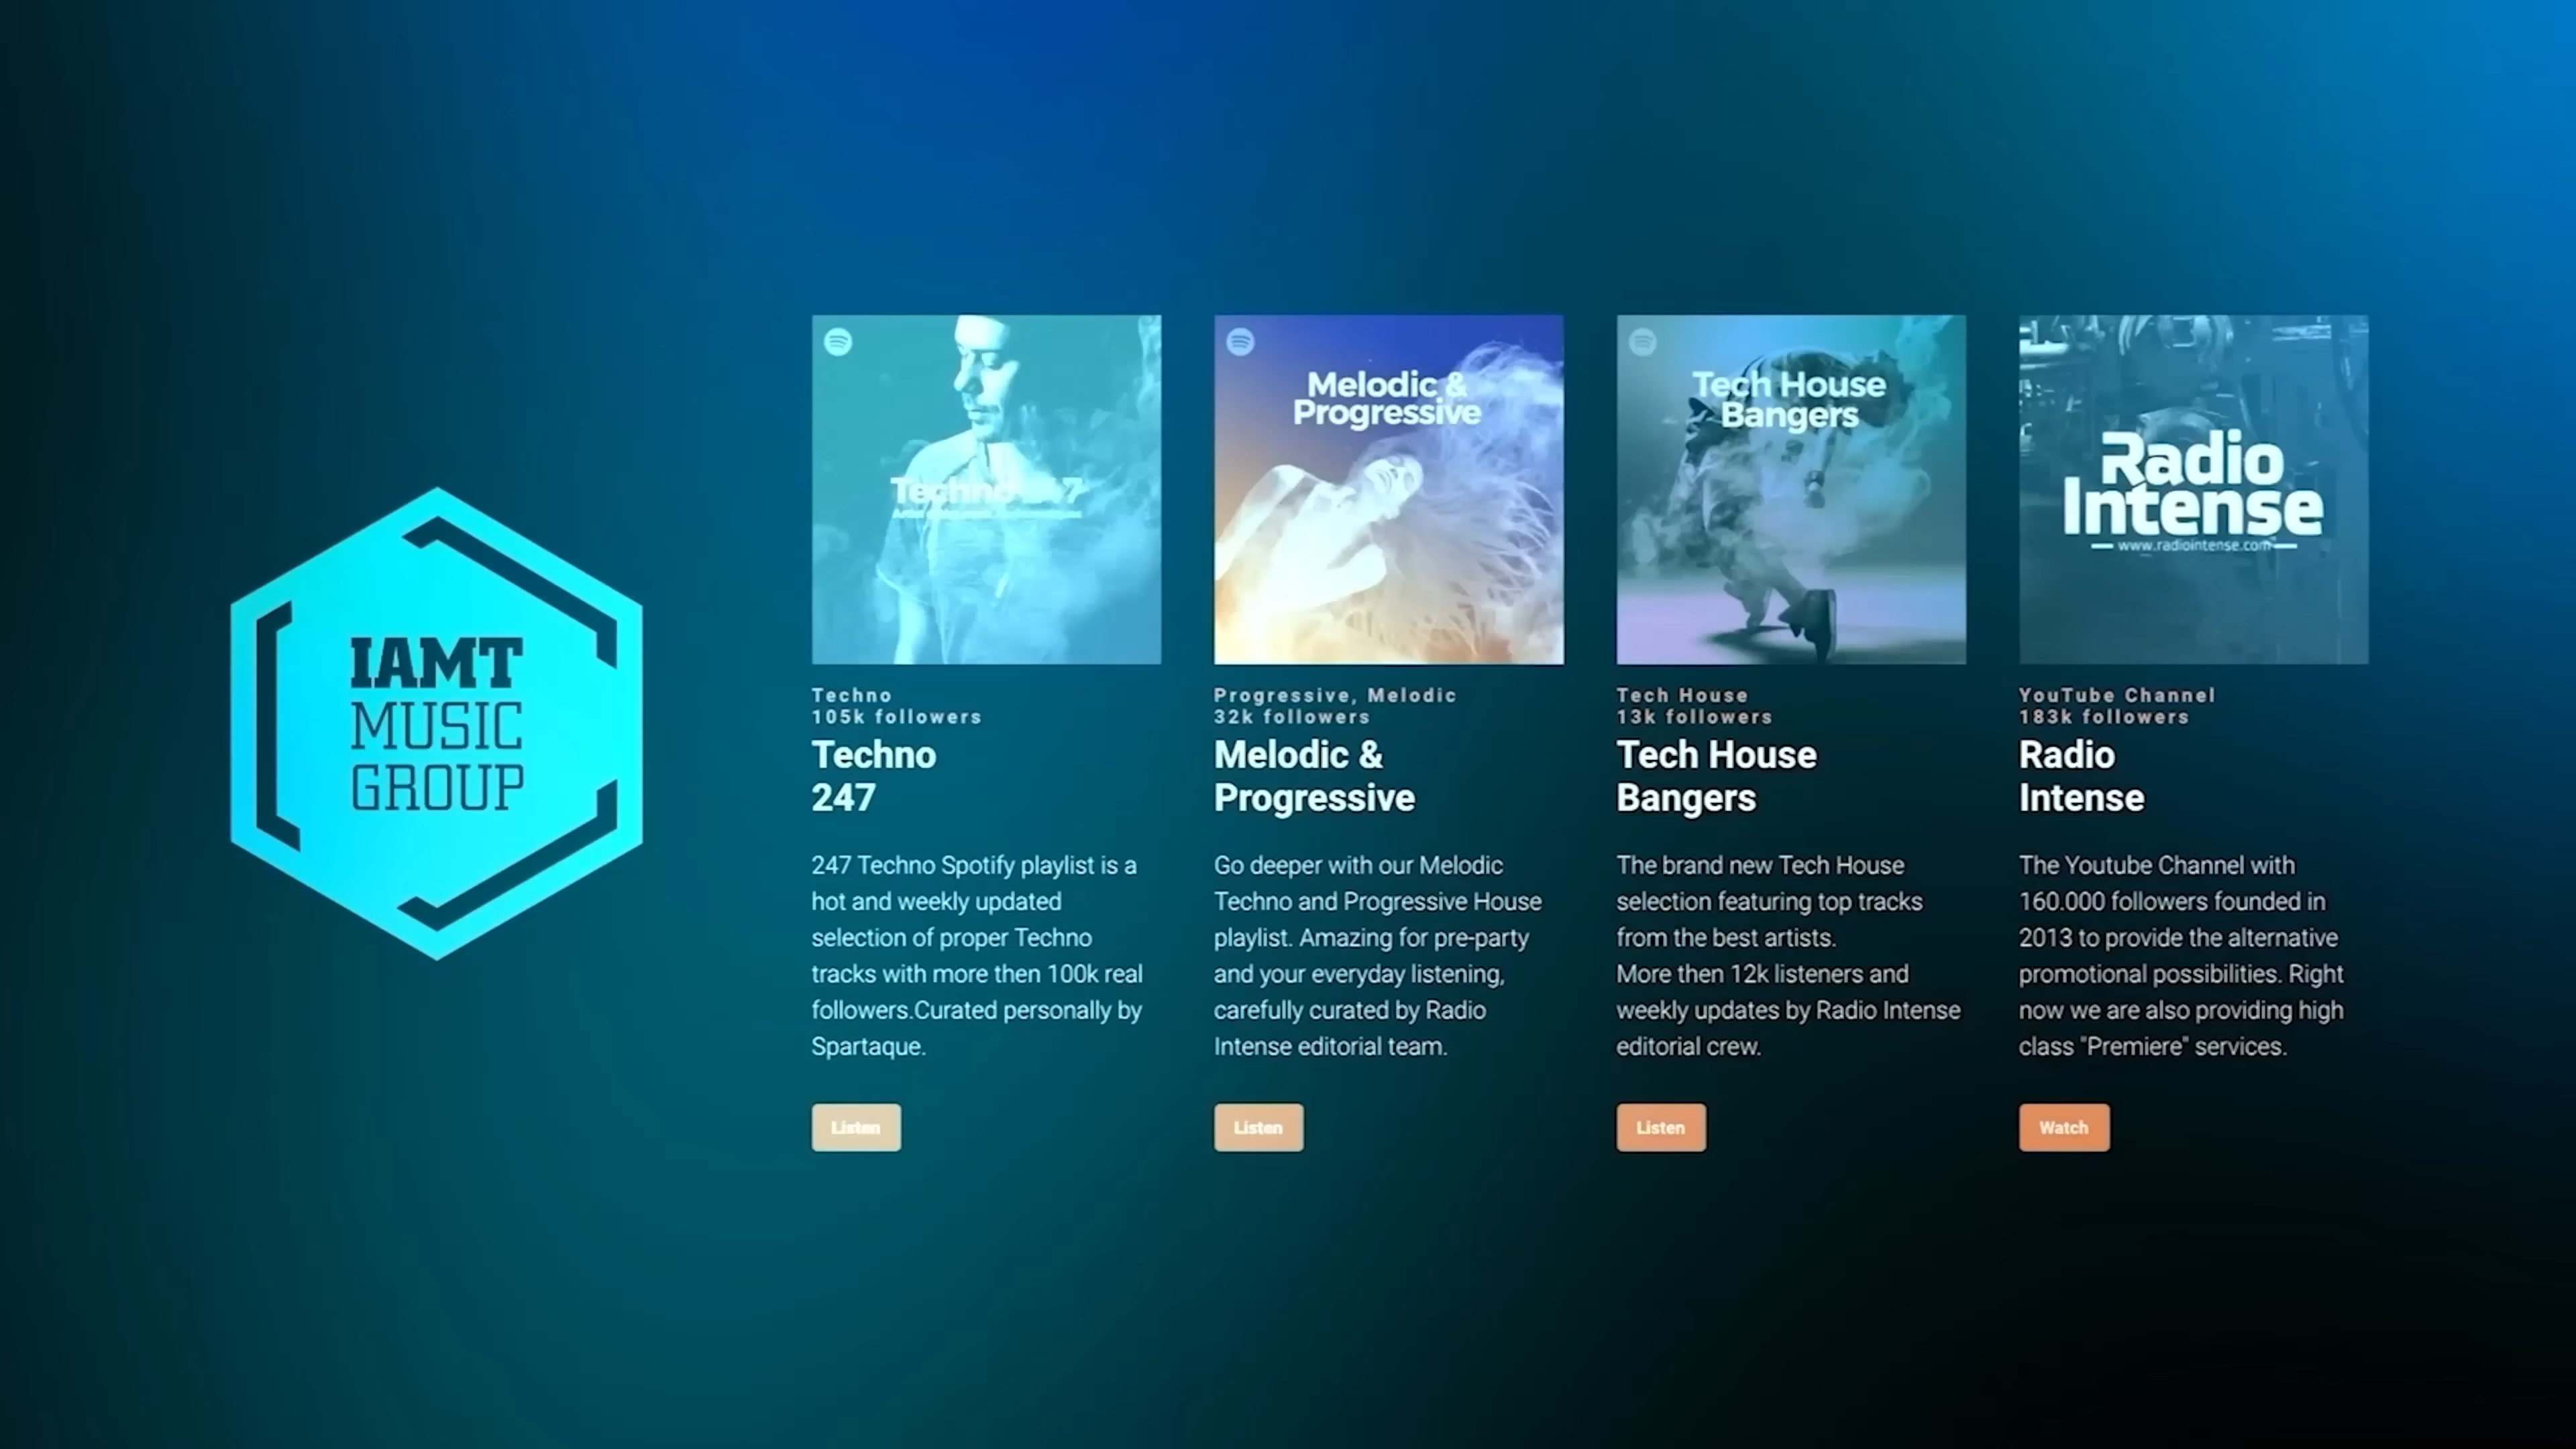 IAMT
MUSIC
GROUP
Techno 247
Melodic &
Progressive
Tech House
Bangers
Radio
Intense
www.radiointense.com
Techno
105k followers
Techno
247
247 Techno Spotify playlist is a
hot and weekly updated
selection of proper Techno
tracks with more then 100k real
followers.Curated personally by
Spartaque.
Listen
Progressive, Melodic
32k followers
Melodic &
Progressive
Go deeper with our Melodic
Techno and Progressive House
playlist. Amazing for pre-party
and your everyday listening,
carefully curated by Radio
Intense editorial team.
Listen
Tech House
13k followers
Tech House
Bangers
The brand new Tech House
selection featuring top tracks
from the best artists.
More then 12k listeners and
weekly updates by Radio Intense
editorial crew.
Listen
YouTube Channel
183k followers
Radio
Intense
The Youtube Channel with
160.000 followers founded in
2013 to provide the alternative
promotional possibilities. Right
now we are also providing high
class "Premiere" services.
Watch